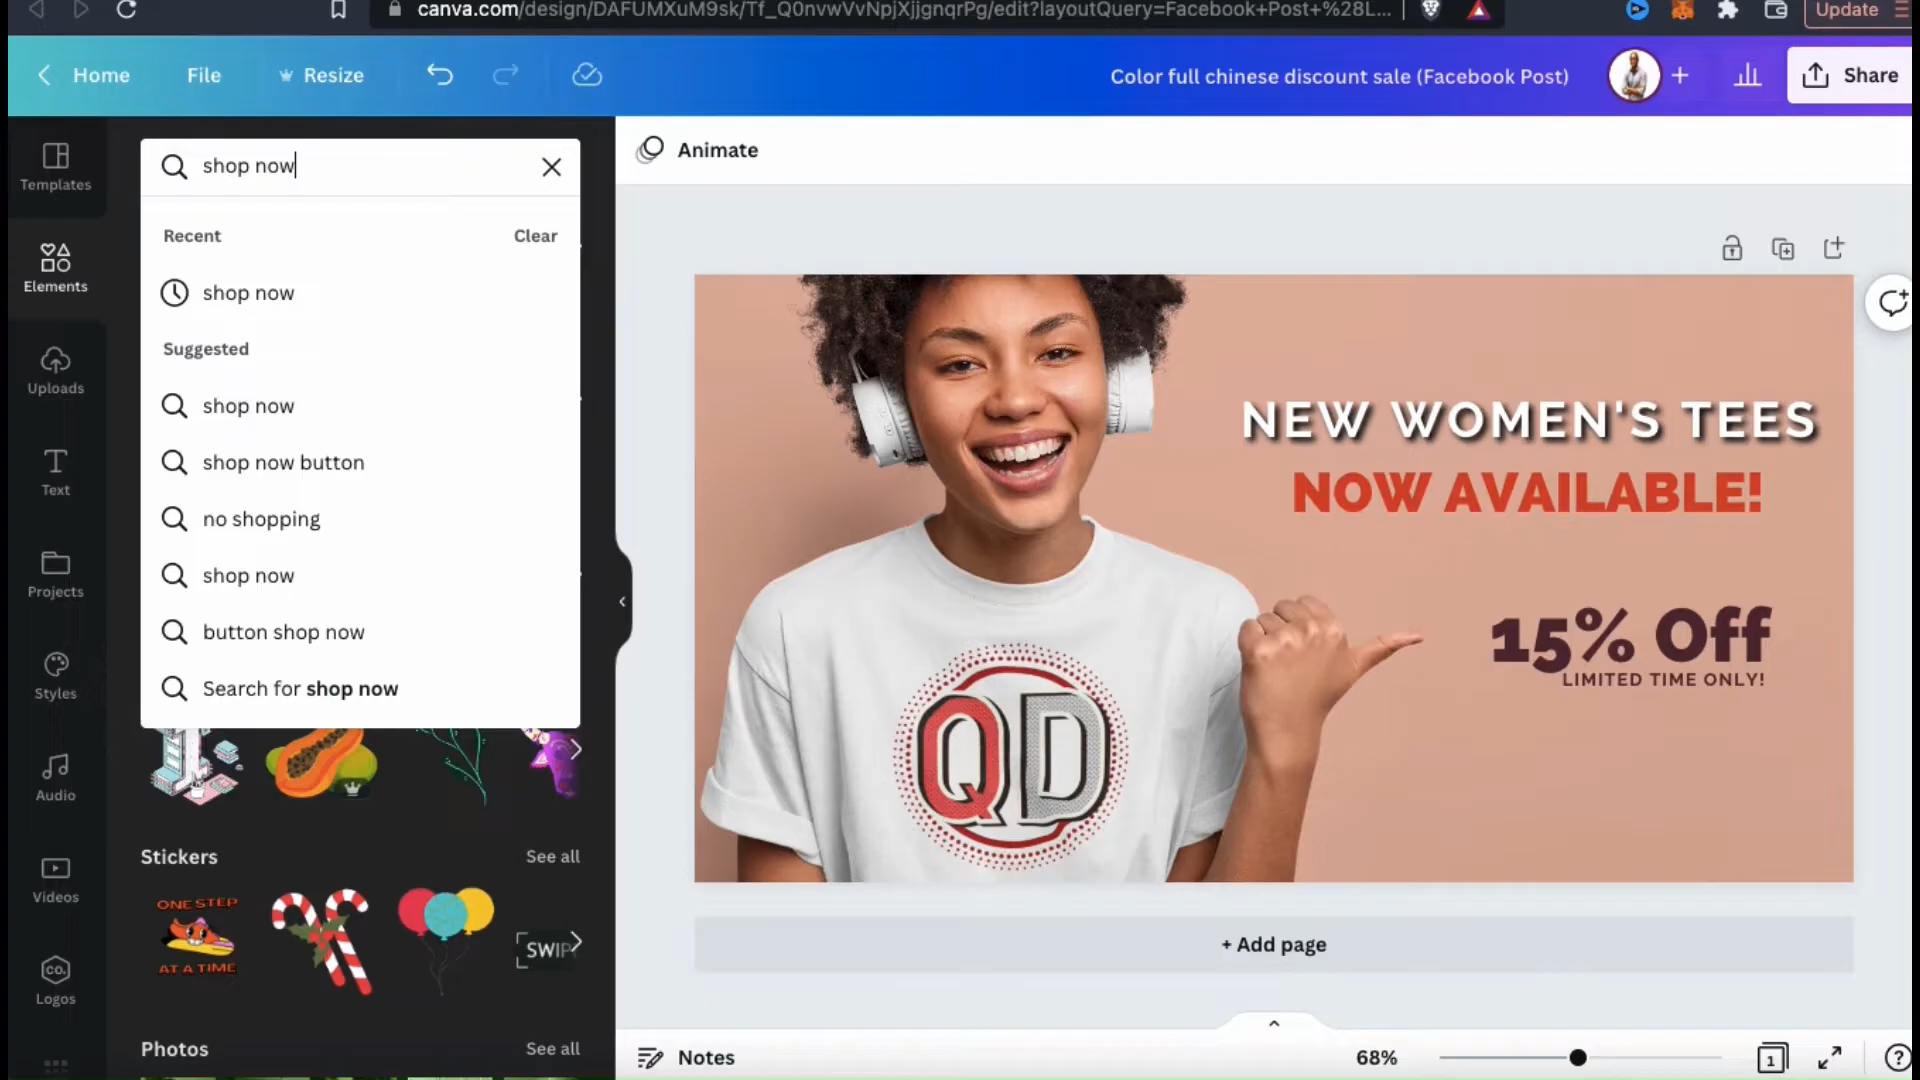 canva.com/design/DAFUMXuM9sk/Tf_Q0nvwVvNpjXjjgnqrPg/edit?layoutQuery=Facebook+Post+%28L...
Update
Home
File
Resize
Color full chinese discount sale (Facebook Post)
Share
Templates
Elements
Uploads
Text
Projects
Styles
Audio
Videos
CO.
Logos
shop now
Recent
Clear
shop now
Suggested
shop now
shop now button
no shopping
shop now
button shop now
Search for shop now
Stickers
See all
ONE STEP
AT A TIME
SWIP
Photos
See all
Animate
NEW WOMEN'S TEES
NOW AVAILABLE!
15% Off
LIMITED TIME ONLY!
QD
+ Add page
Notes
68%
1